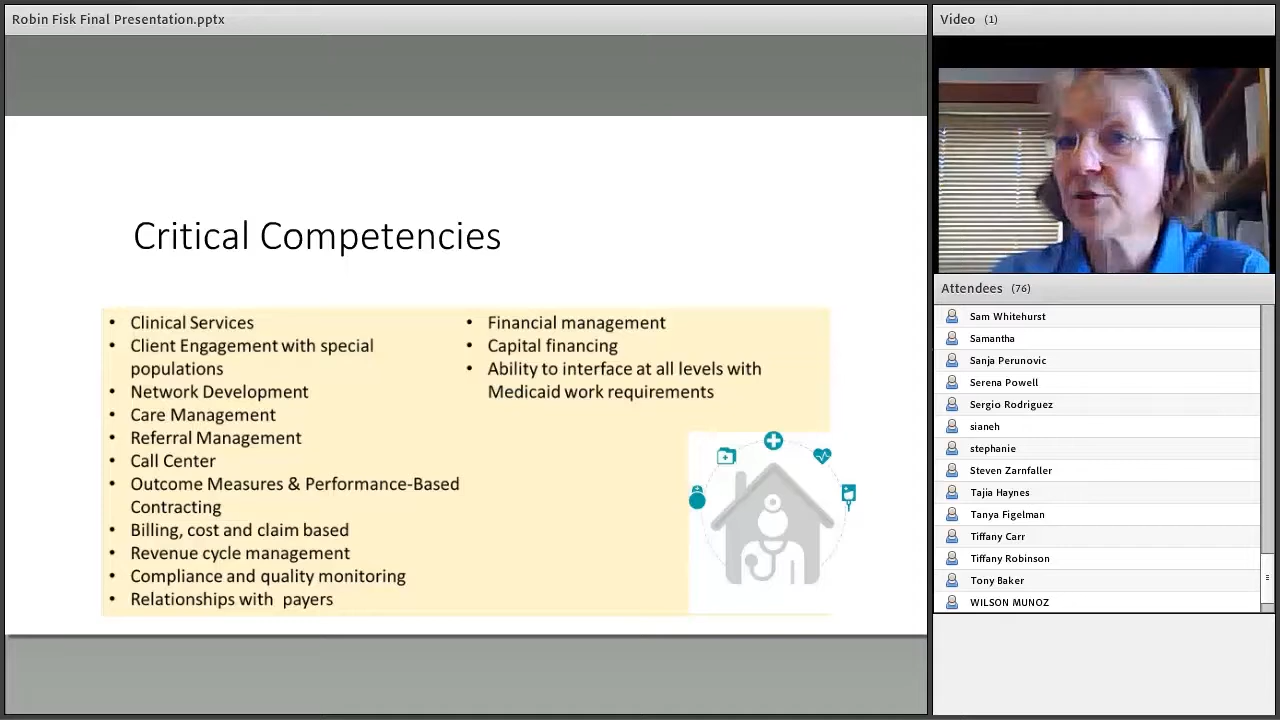 Robin Fisk Final Presentation.pptx
Critical Competencies
• Clinical Services
• Client Engagement with special
populations
• Network Development
• Care Management
• Referral Management
• Call Center
• Outcome Measures & Performance-Based
Contracting
• Billing, cost and claim based
• Revenue cycle management
• Compliance and quality monitoring
• Relationships with payers
• Financial management
• Capital financing
• Ability to interface at all levels with
Medicaid work requirements
Video (1)
Attendees (76)
Sam Whitehurst
Samantha
Sanja Perunovic
Serena Powell
Sergio Rodriguez
sianeh
stephanie
Steven Zarnfaller
Tajia Haynes
Tanya Figelman
Tiffany Carr
Tiffany Robinson
Tony Baker
WILSON MUNOZ